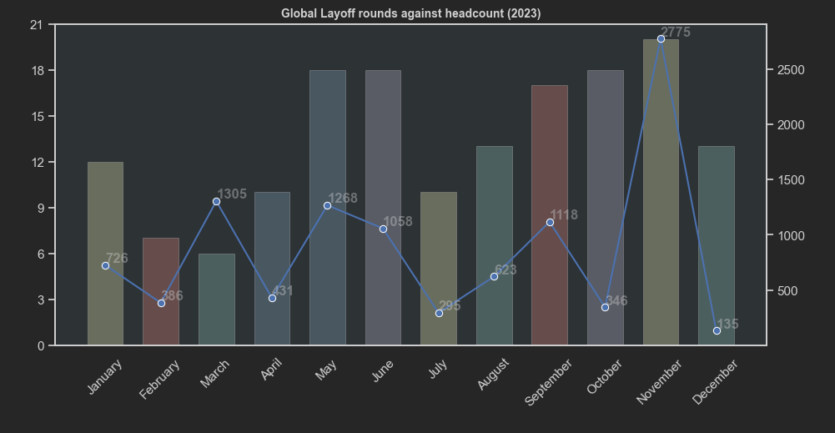 Global Layoff rounds against headcount (2023)
21
18
15
12
9
6
3
0
2500
2000
1500
1000
500
726
386
1305
431
1268
1058
295
623
1118
346
2775
135
January
February
March
April
May
June
July
August
September
October
November
December